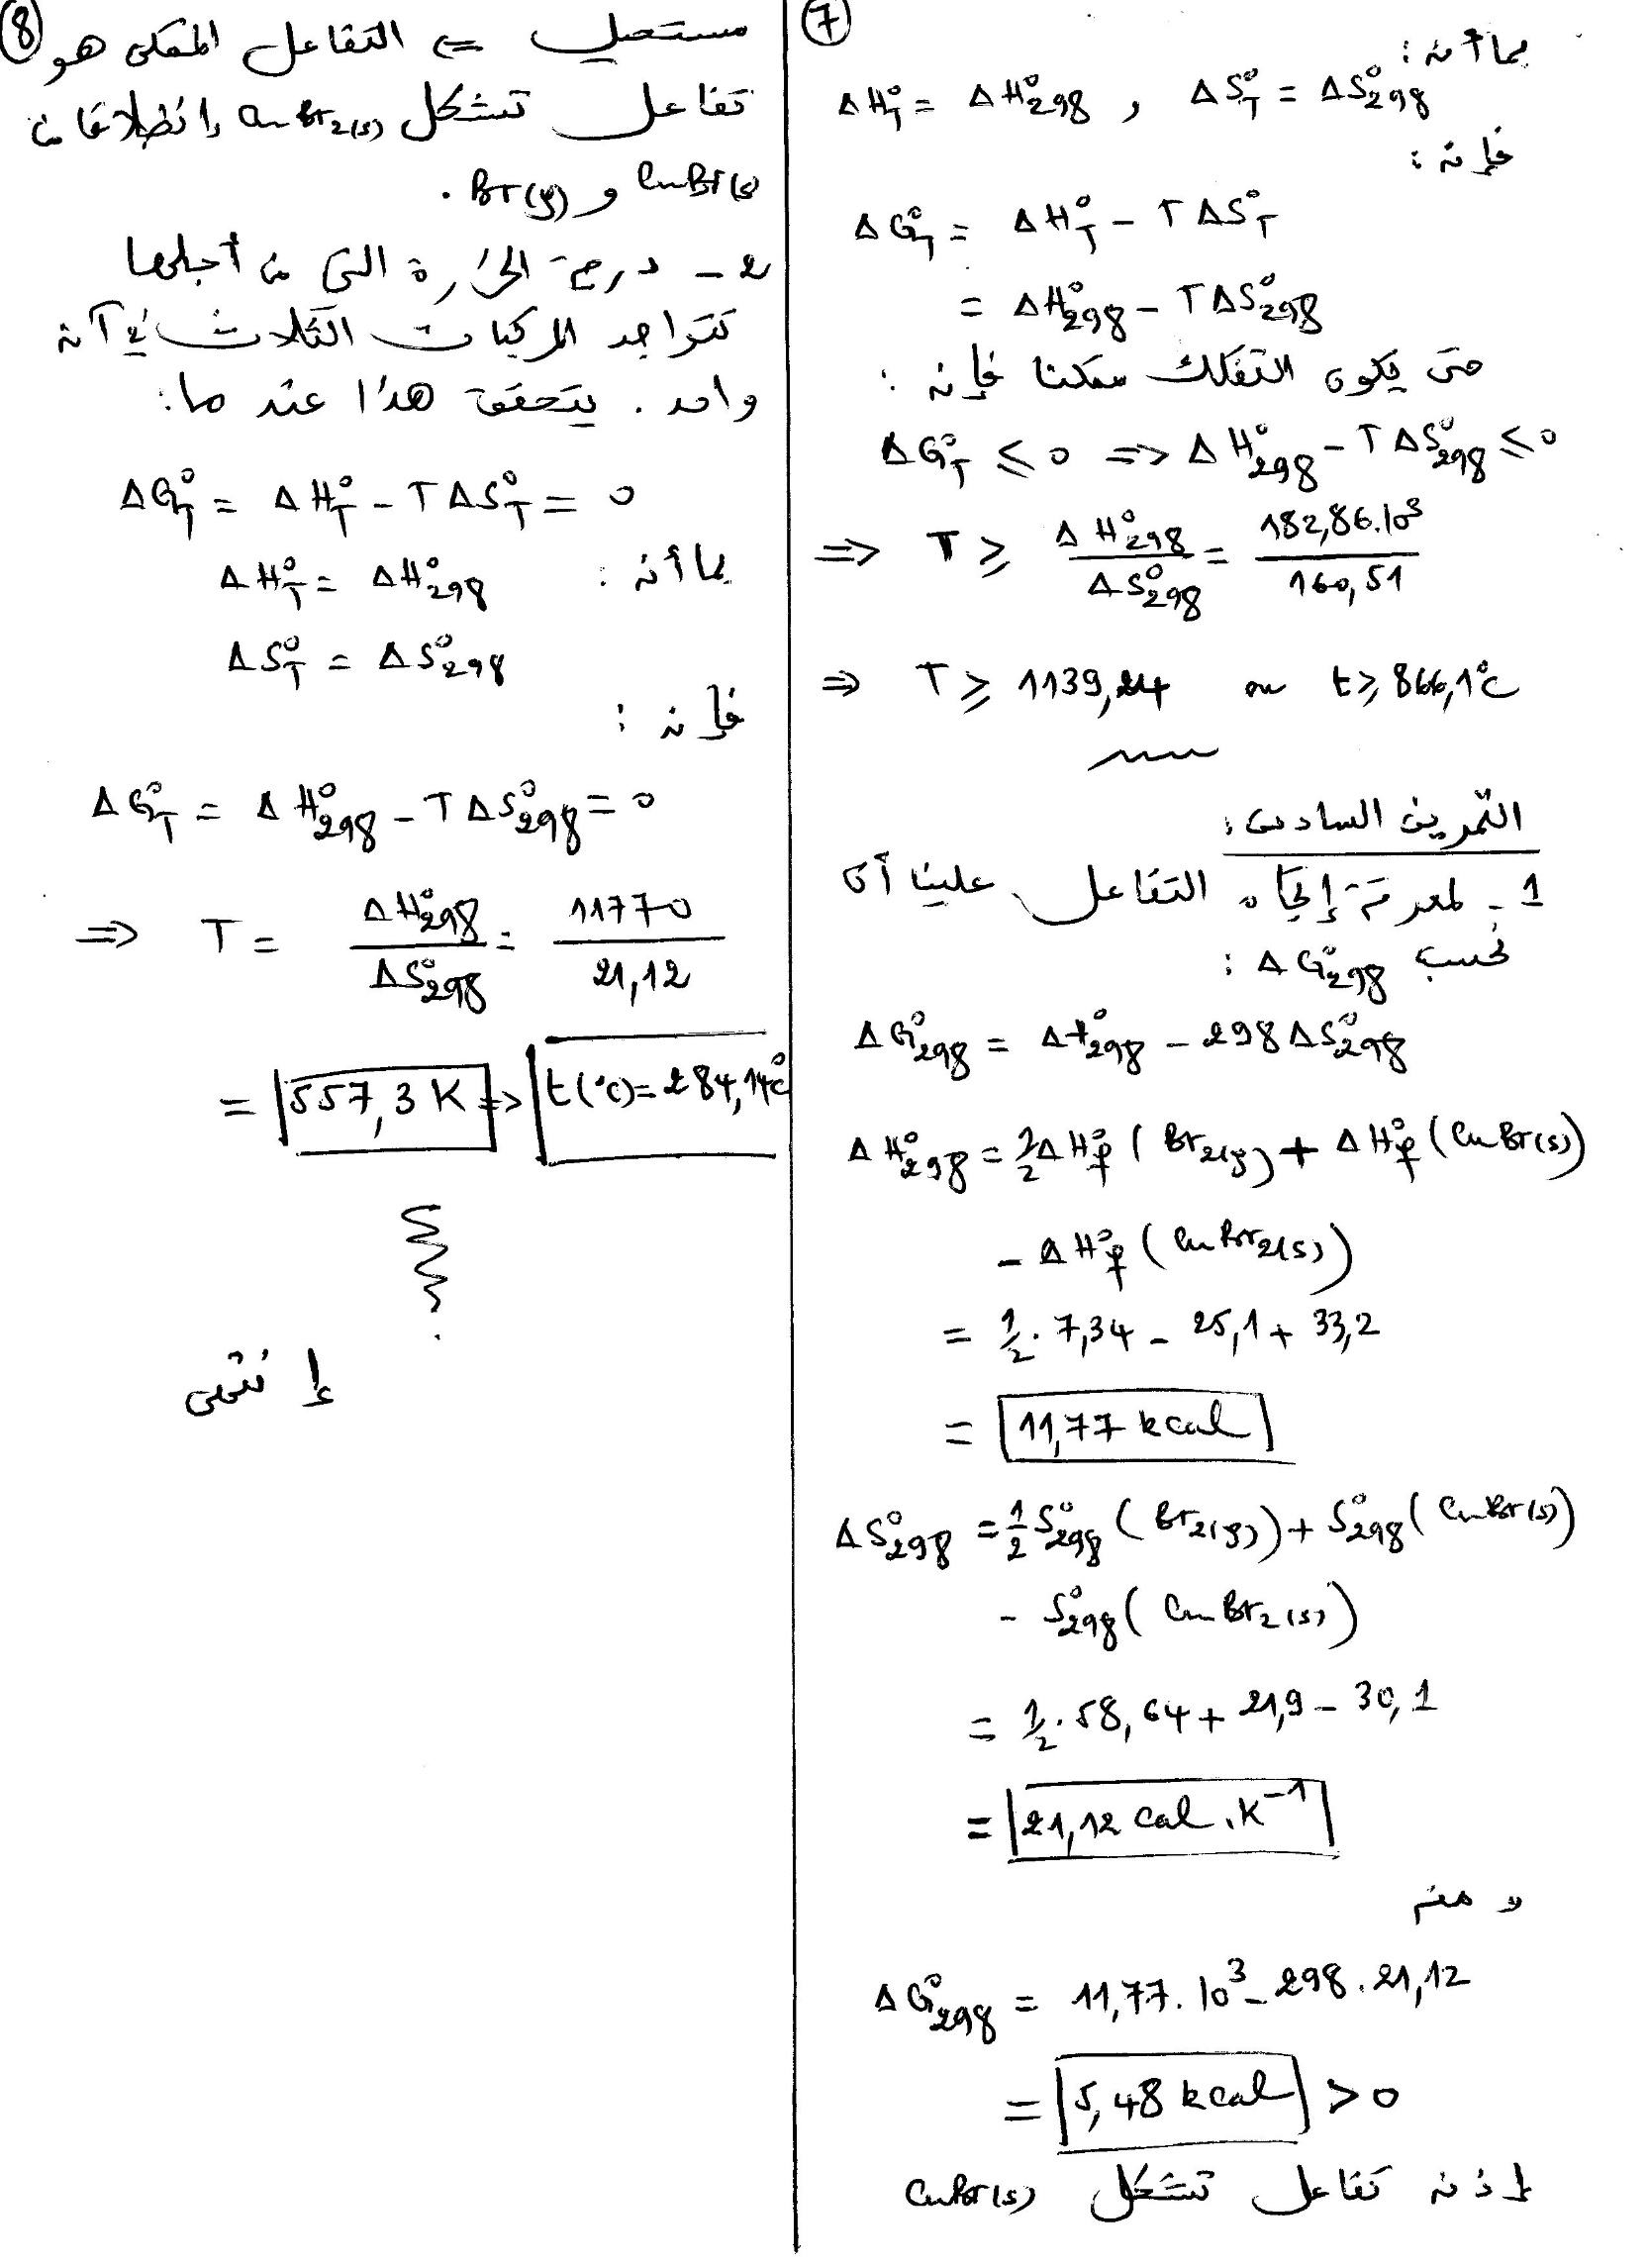 ⑦
بما أنه :
ΔH°T = ΔH°298 , ΔS°T = ΔS°298
فإنه :
ΔG°T = ΔH°T - TΔS°T
= ΔH°298 - TΔS°298
حتى يكون التفكك ممكنا فإنه :
ΔG°T ≤ 0 => ΔH°298 - TΔS°298 ≤ 0
=> T ≥ ΔH°298 / ΔS°298 = 182,86.10³ / 160,51
=> T ≥ 1139,24 ou t ≥ 866,1°C
التمرين السادس :
1 - لمعرفة إتجاه التفاعل علينا أن
نحسب ΔG°298 :
ΔG°298 = ΔH°298 - 298 ΔS°298
ΔH°298 = 1/2 ΔH°f (Br2(g)) + ΔH°f (CuBr(s))
- ΔH°f (CuBr2(s))
= 1/2 . 7,34 - 25,1 + 33,2
= 11,77 kcal
ΔS°298 = 1/2 S°298 (Br2(g)) + S°298 (CuBr(s))
- S°298 (CuBr2(s))
= 1/2 . 58,64 + 21,9 - 30,1
= 21,12 cal.K⁻¹
و منه
ΔG°298 = 11,77.10³ - 298.21,12
= 5,48 kcal > 0
إذن تفاعل تشكل CuBr(s)
⑧
مستحيل <= التفاعل العكسي هو
تفاعل تشكل CuBr2(s) إنطلاقا من
CuBr(s) و Br(g) .
2 - درجة الحرارة التي من أجلها
تتواجد المركبات الثلاث في آن
واحد . يتحقق هذا عندما :
ΔG°T = ΔH°T - TΔS°T = 0
بما أنه : ΔH°T = ΔH°298
ΔS°T = ΔS°298
فإنه :
ΔG°T = ΔH°298 - TΔS°298 = 0
=> T = ΔH°298 / ΔS°298 = 11770 / 21,12
= 557,3 K => t(°C) = 284,14°C
إنتهى